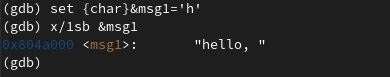 (gdb) set {char}&msg1='h'
(gdb) x/1sb &msg1
0x804a000 <msg1>:       "hello, "
(gdb)